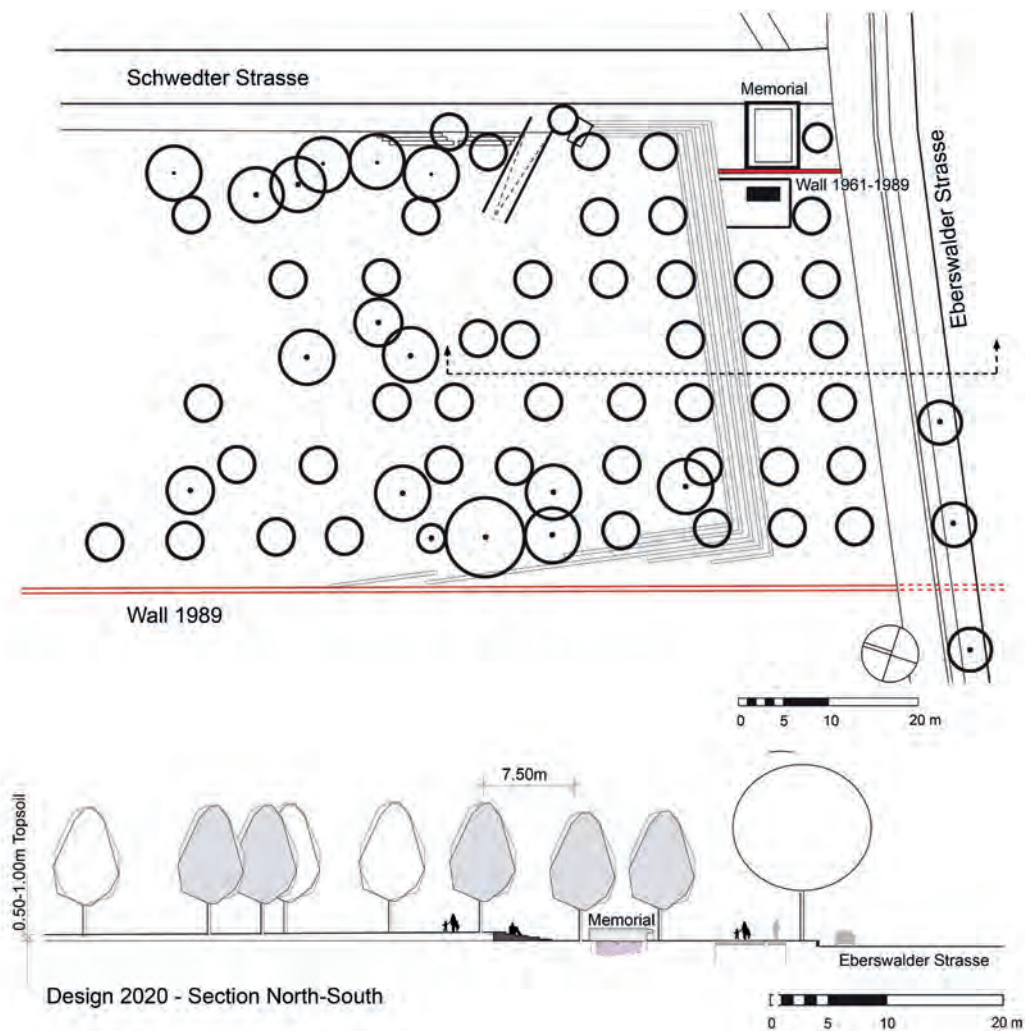 Schwedter Strasse
Memorial
Wall 1961-1989
Eberswalder Strasse
Wall 1989
0 5 10 20 m
7.50m
0.50-1.00m Topsoil
Memorial
Eberswalder Strasse
Design 2020 - Section North-South
0 5 10 20 m